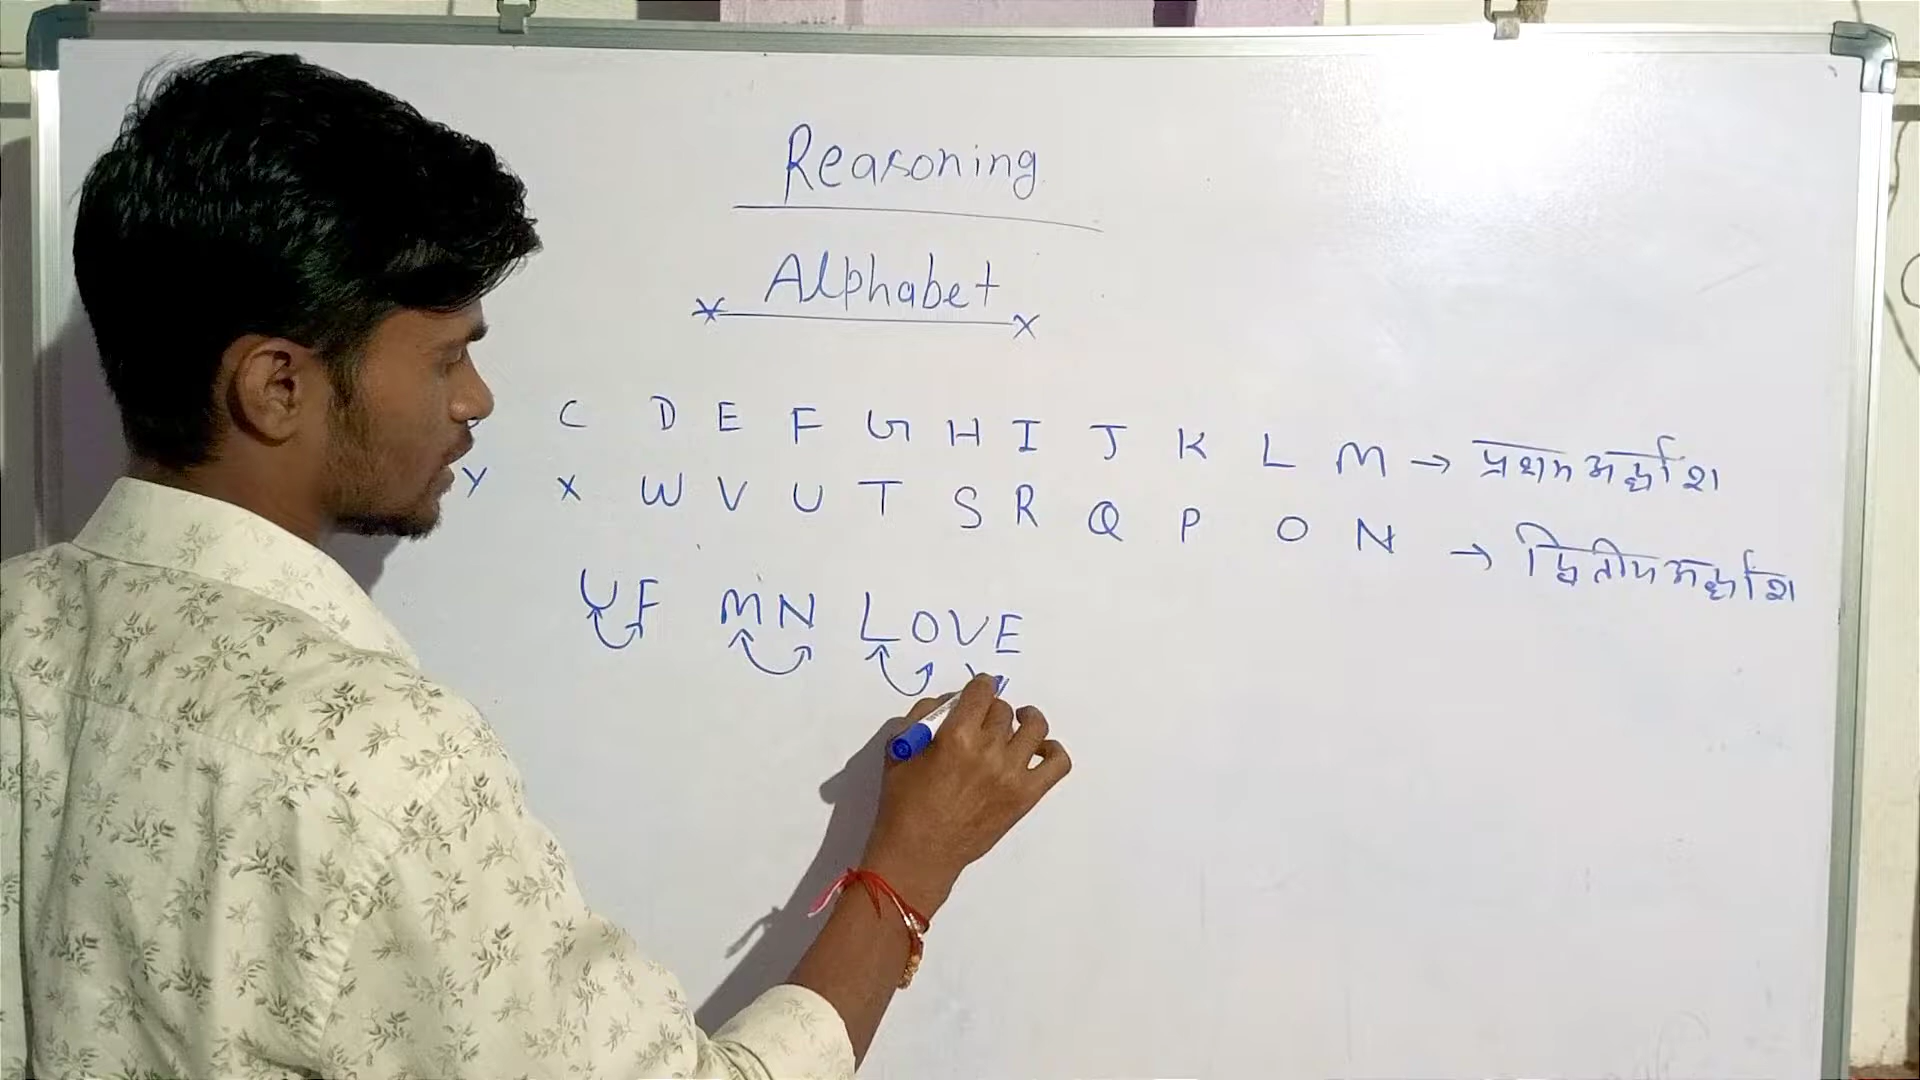 Reasoning
Alphabet
C D E F G H I J K L M → प्रथम अर्द्धांश
Y X W V U T S R Q P O N → द्वितीय अर्द्धांश
UF MN LOVE